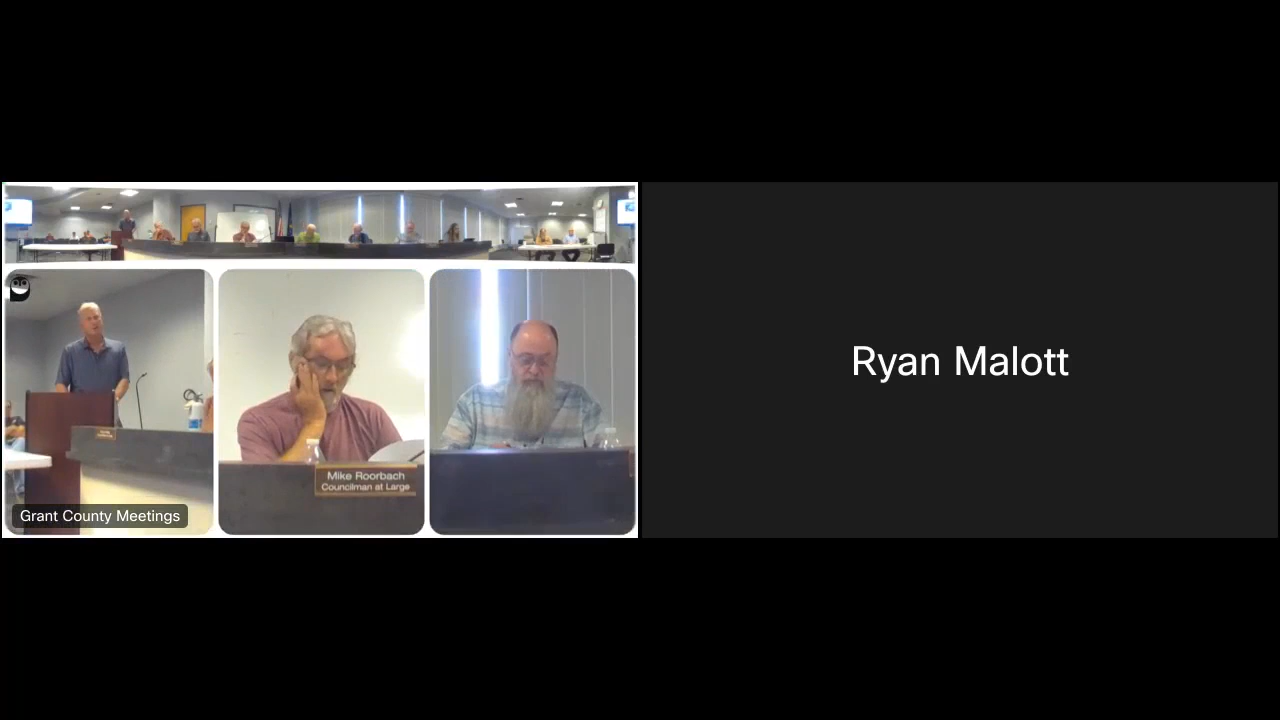 Mike Roorbach
Councilman at Large
Grant County Meetings
Ryan Malott